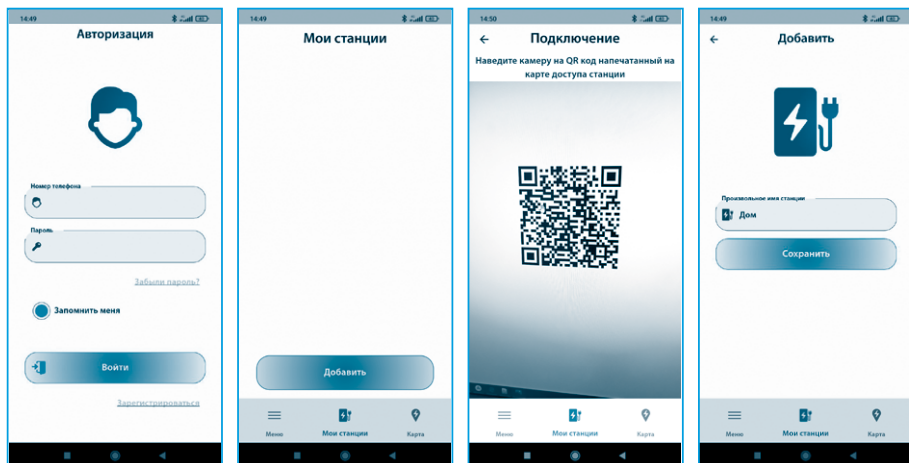 14:49
Авторизация
Номер телефона
Пароль
Забыли пароль?
Запомнить меня
Войти
Зарегистрироваться
14:49
Мои станции
Добавить
Меню
Мои станции
Карта
14:50
Подключение
Наведите камеру на QR код напечатанный на
карте доступа станции
Меню
Мои станции
Карта
14:49
Добавить
Произвольное имя станции
Дом
Сохранить
Меню
Мои станции
Карта